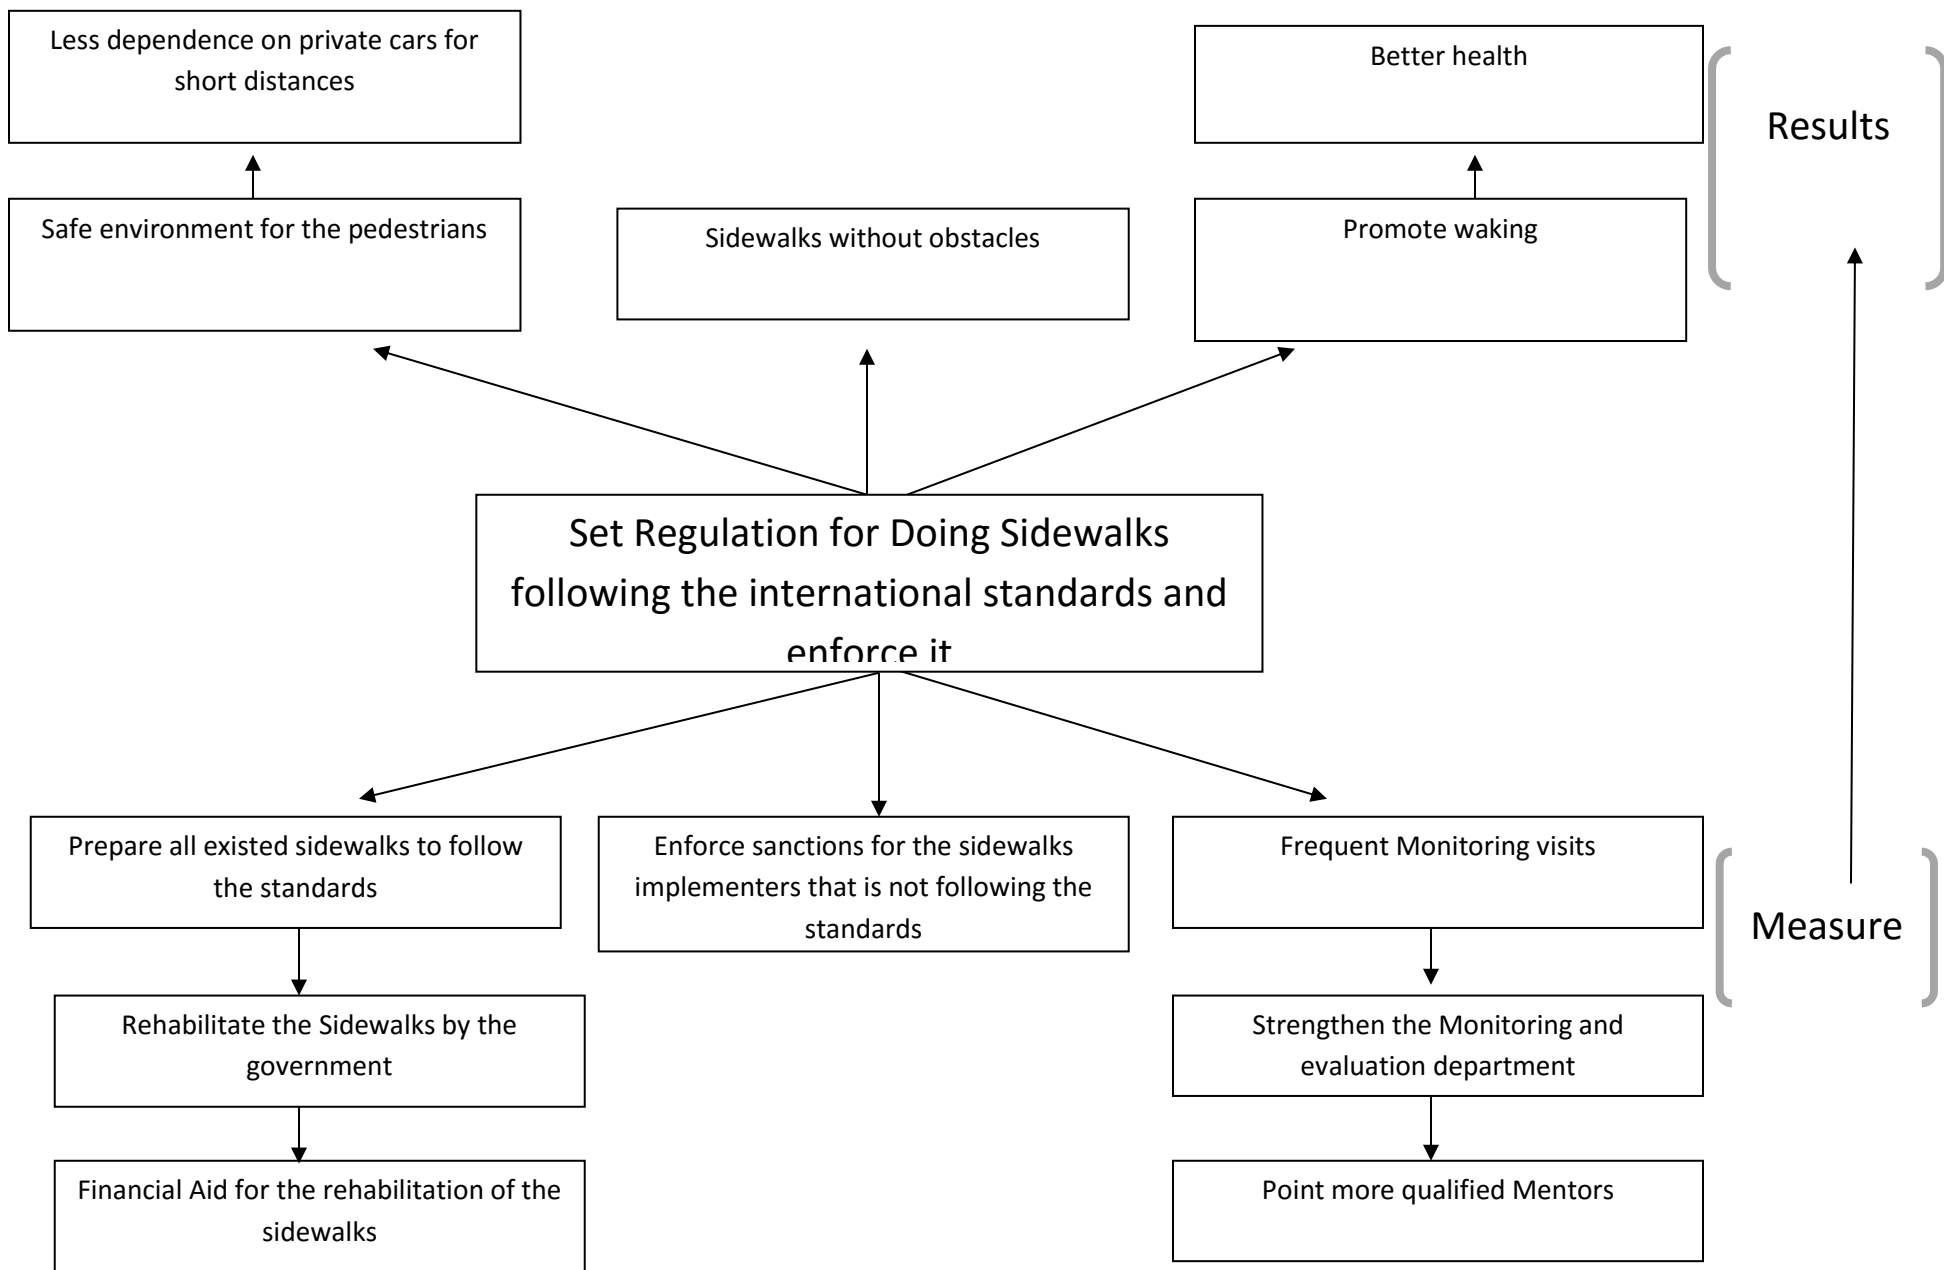 Less dependence on private cars for
short distances
Better health
Results
Safe environment for the pedestrians
Sidewalks without obstacles
Promote waking
Set Regulation for Doing Sidewalks
following the international standards and
enforce it
Prepare all existed sidewalks to follow
the standards
Enforce sanctions for the sidewalks
implementers that is not following the
standards
Frequent Monitoring visits
Measure
Rehabilitate the Sidewalks by the
government
Strengthen the Monitoring and
evaluation department
Financial Aid for the rehabilitation of the
sidewalks
Point more qualified Mentors